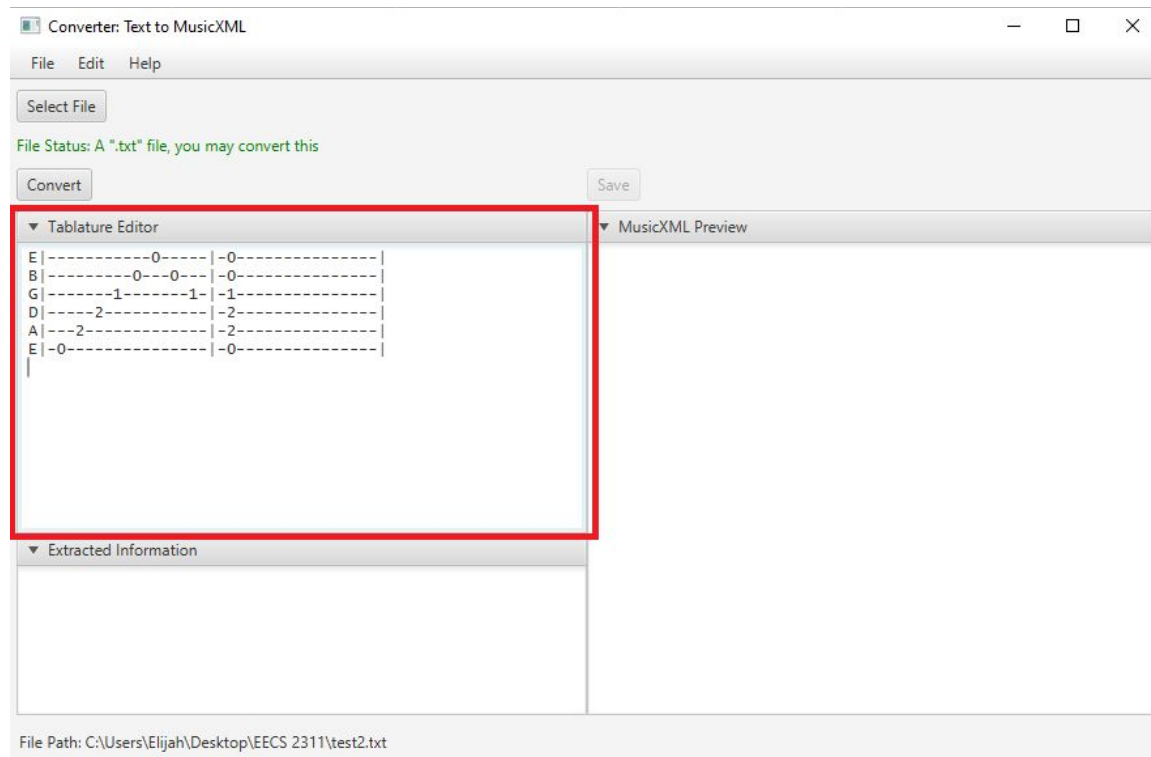 Converter: Text to MusicXML
File Edit Help
Select File
File Status: A ".txt" file, you may convert this
Convert Save
Tablature Editor
E|-----------0-----|-0---------------|
B|---------0---0---|-0---------------|
G|-------1-------1-|-1---------------|
D|-----2-----------|-2---------------|
A|---2-------------|-2---------------|
E|-0---------------|-0---------------|
MusicXML Preview
Extracted Information
File Path: C:\Users\Elijah\Desktop\EECS 2311\test2.txt